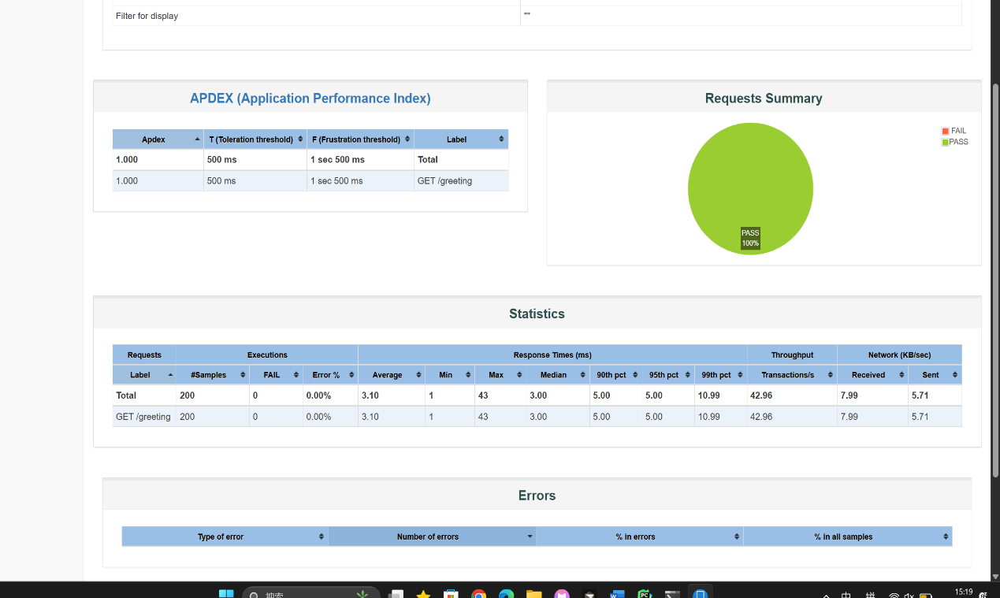 Filter for display ""
APDEX (Application Performance Index)
Apdex T (Toleration threshold) F (Frustration threshold) Label
1.000 500 ms 1 sec 500 ms Total
1.000 500 ms 1 sec 500 ms GET /greeting
Requests Summary
FAIL
PASS
PASS
100%
Statistics
Requests Executions Response Times (ms) Throughput Network (KB/sec)
Label #Samples FAIL Error % Average Min Max Median 90th pct 95th pct 99th pct Transactions/s Received Sent
Total 200 0 0.00% 3.10 1 43 3.00 5.00 5.00 10.99 42.96 7.99 5.71
GET /greeting 200 0 0.00% 3.10 1 43 3.00 5.00 5.00 10.99 42.96 7.99 5.71
Errors
Type of error Number of errors % in errors % in all samples
搜索 中 拼 15:19